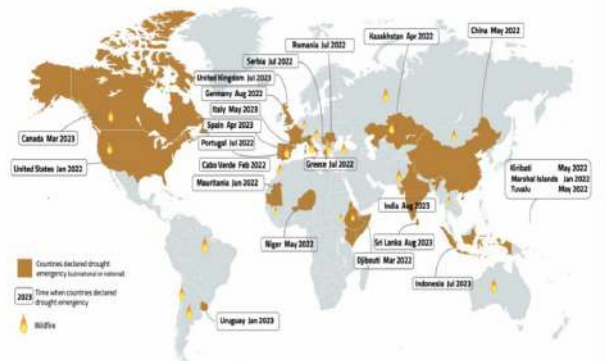 China May 2022
Kazakhstan Apr 2022
Romania Jul 2022
Serbia Jul 2022
United Kingdom Jul 2023
Germany Aug 2022
Italy May 2023
Spain Apr 2023
Canada Mar 2023
Portugal Jul 2022
United States Jan 2022
Cabo Verde Feb 2022
Greece Jul 2022
Mauritania Jun 2022
Kiribati May 2022
Marshal Islands Jan 2022
Tuvalu May 2022
India Aug 2023
Niger May 2022
Sri Lanka Aug 2023
Djibouti Mar 2022
Indonesia Jul 2023
Countries declared drought
emergency (subnational or national)
2023 Time when countries declared
drought emergency
Wildfire
Uruguay Jan 2023